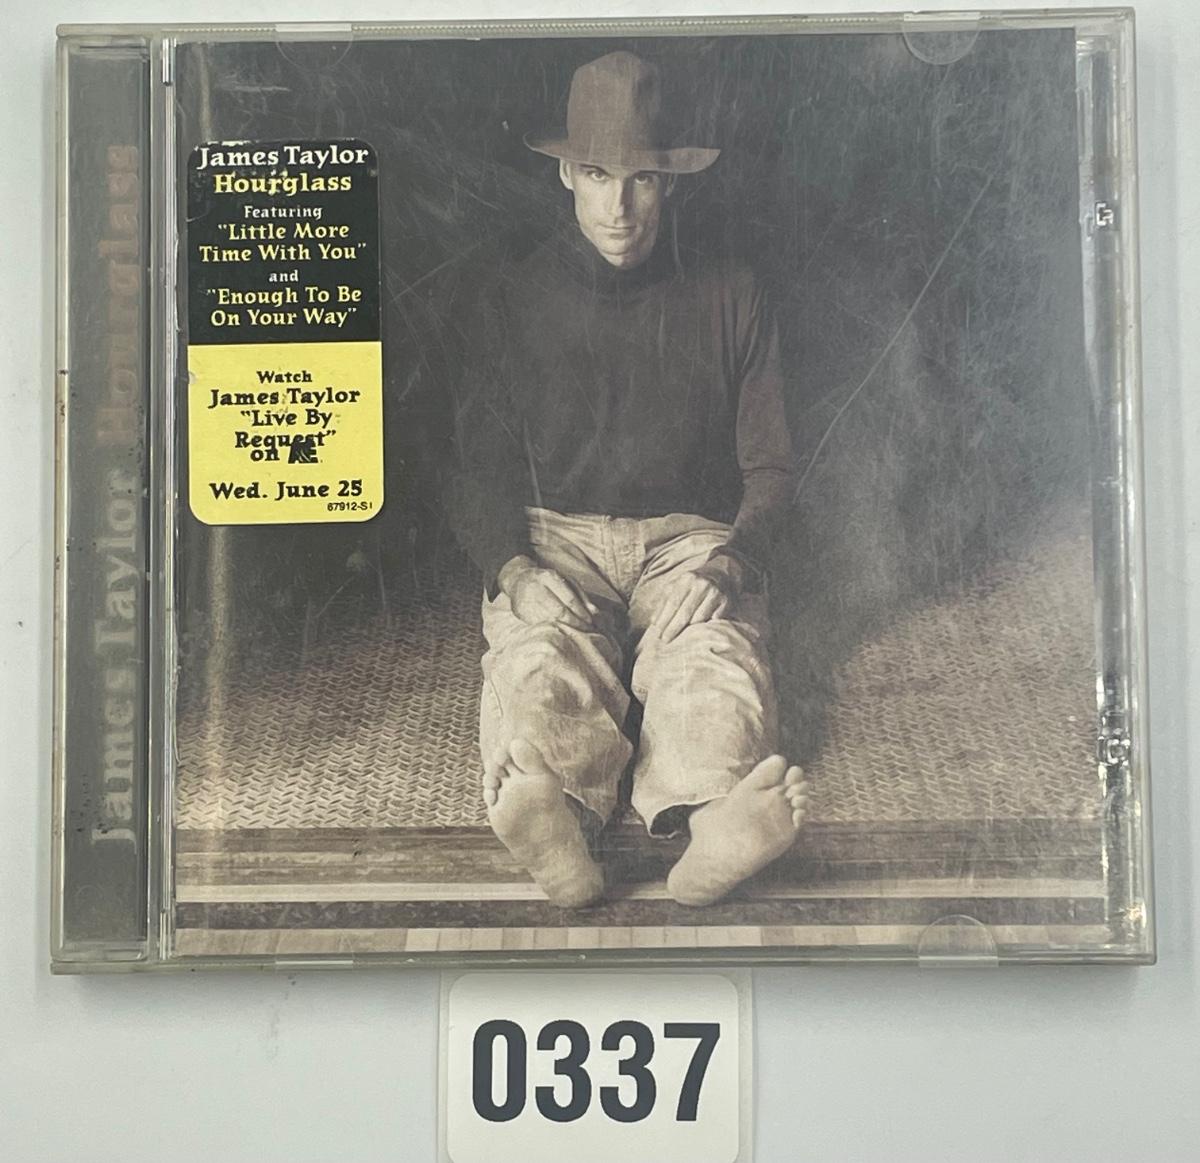 James Taylor Hourglass
James Taylor
Hourglass
Featuring
"Little More
Time With You"
and
"Enough To Be
On Your Way"
Watch
James Taylor
"Live By
Request"
on A&E
Wed. June 25
67912-S1
0337